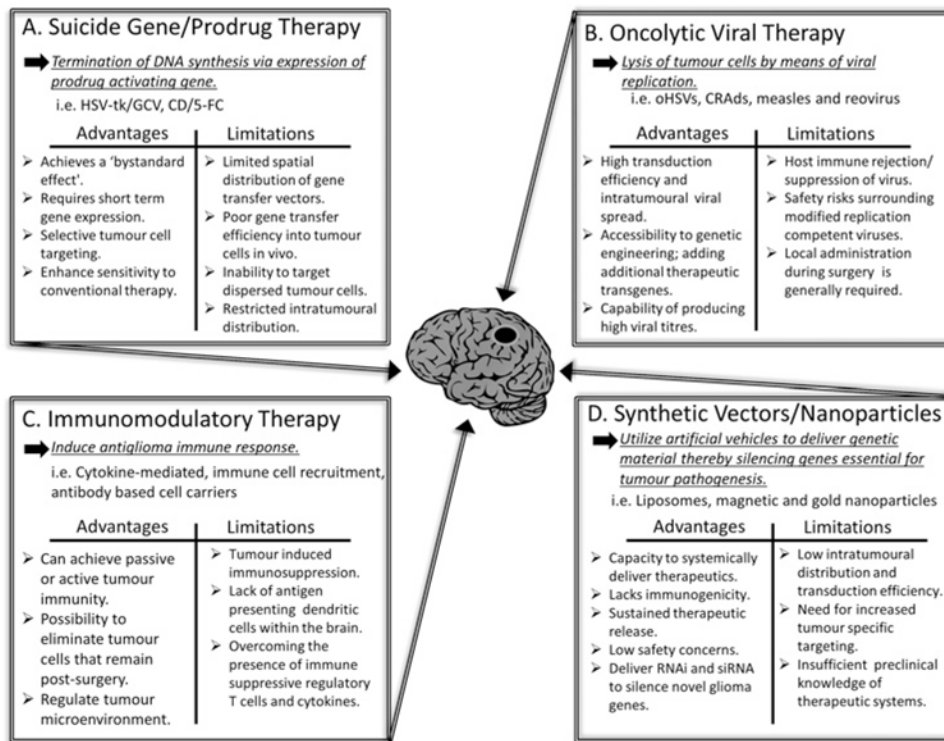 A. Suicide Gene/Prodrug Therapy
Termination of DNA synthesis via expression of
prodrug activating gene.
i.e. HSV-tk/GCV, CD/5-FC
Advantages
➢ Achieves a 'bystandard
effect'.
➢ Requires short term
gene expression.
➢ Selective tumour cell
targeting.
➢ Enhance sensitivity to
conventional therapy.
Limitations
➢ Limited spatial
distribution of gene
transfer vectors.
➢ Poor gene transfer
efficiency into tumour
cells in vivo.
➢ Inability to target
dispersed tumour cells.
➢ Restricted intratumoural
distribution.
B. Oncolytic Viral Therapy
Lysis of tumour cells by means of viral
replication.
i.e. oHSVs, CRAds, measles and reovirus
Advantages
➢ High transduction
efficiency and
intratumoural viral
spread.
➢ Accessibility to genetic
engineering; adding
additional therapeutic
transgenes.
➢ Capability of producing
high viral titres.
Limitations
➢ Host immune rejection/
suppression of virus.
➢ Safety risks surrounding
modified replication
competent viruses.
➢ Local administration
during surgery is
generally required.
C. Immunomodulatory Therapy
Induce antiglioma immune response.
i.e. Cytokine-mediated, immune cell recruitment,
antibody based cell carriers
Advantages
➢ Can achieve passive
or active tumour
immunity.
➢ Possibility to
eliminate tumour
cells that remain
post-surgery.
➢ Regulate tumour
microenvironment.
Limitations
➢ Tumour induced
immunosuppression.
➢ Lack of antigen
presenting dendritic
cells within the brain.
➢ Overcoming the
presence of immune
suppressive regulatory
T cells and cytokines.
D. Synthetic Vectors/Nanoparticles
Utilize artificial vehicles to deliver genetic
material thereby silencing genes essential for
tumour pathogenesis.
i.e. Liposomes, magnetic and gold nanoparticles
Advantages
➢ Capacity to systemically
deliver therapeutics.
➢ Lacks immunogenicity.
➢ Sustained therapeutic
release.
➢ Low safety concerns.
➢ Deliver RNAi and siRNA
to silence novel glioma
genes.
Limitations
➢ Low intratumoural
distribution and
transduction efficiency.
➢ Need for increased
tumour specific
targeting.
➢ Insufficient preclinical
knowledge of
therapeutic systems.